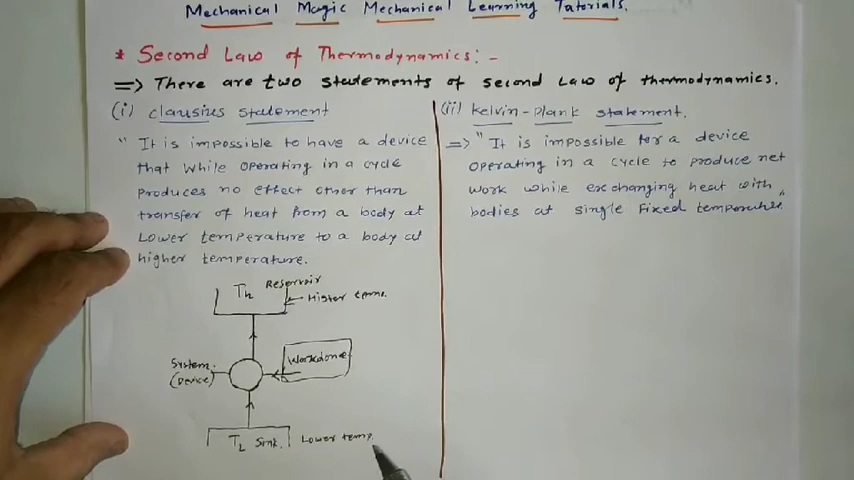 Mechanical Magic Mechanical Learning Tutorials.
* Second Law of Thermodynamics: -
=> There are two statements of second Law of thermodynamics.
(i) clausius statement
" It is impossible to have a device
that while operating in a cycle
produces no effect other than
transfer of heat from a body at
Lower temperature to a body at
higher temperature.
Th Reservoir
Higher temp.
System
(Device)
Workdone
TL Sink. Lower temp.
(ii) kelvin-plank statement.
=> "It is impossible for a device
operating in a cycle to produce net
work while exchanging heat with
bodies at single fixed temperature."